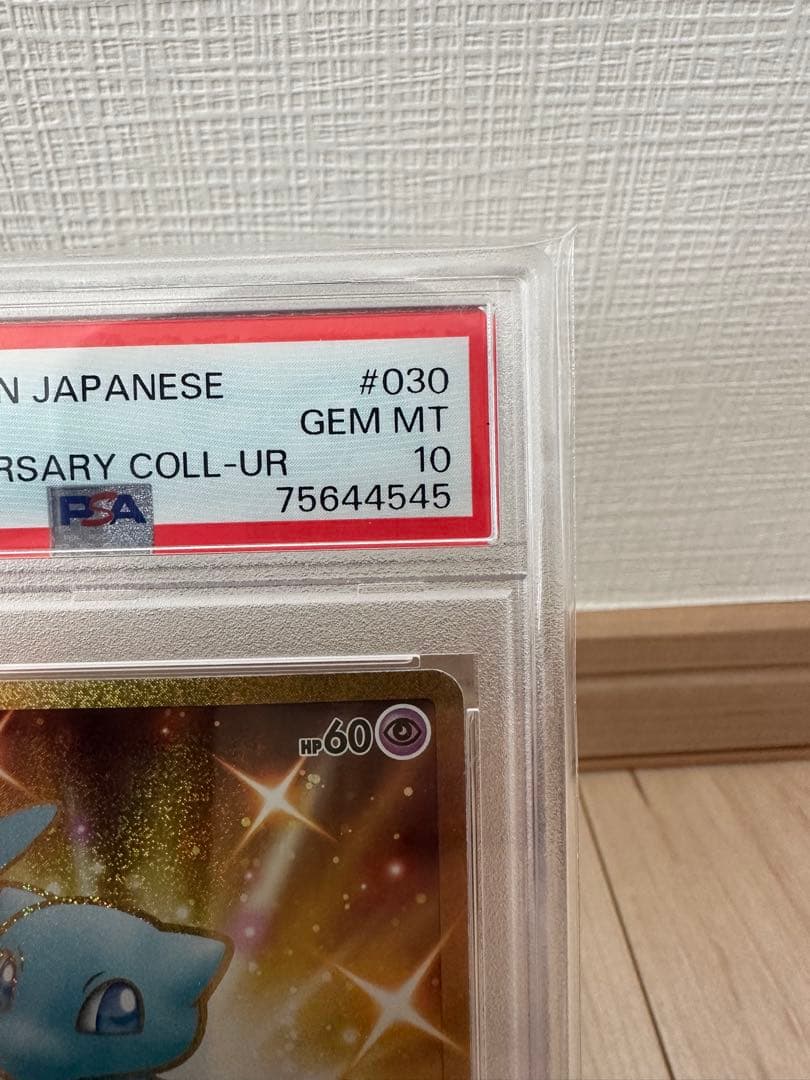 N JAPANESE #030
GEM MT
RSARY COLL-UR 10
PSA 75644545
HP60